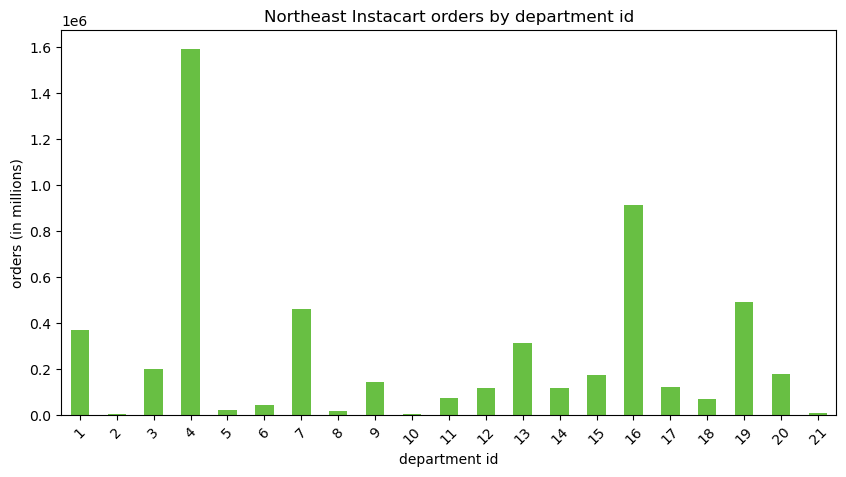 Northeast Instacart orders by department id
1e6
1.6
1.4
1.2
1.0
0.8
0.6
0.4
0.2
0.0
orders (in millions)
1 2 3 4 5 6 7 8 9 10 11 12 13 14 15 16 17 18 19 20 21
department id